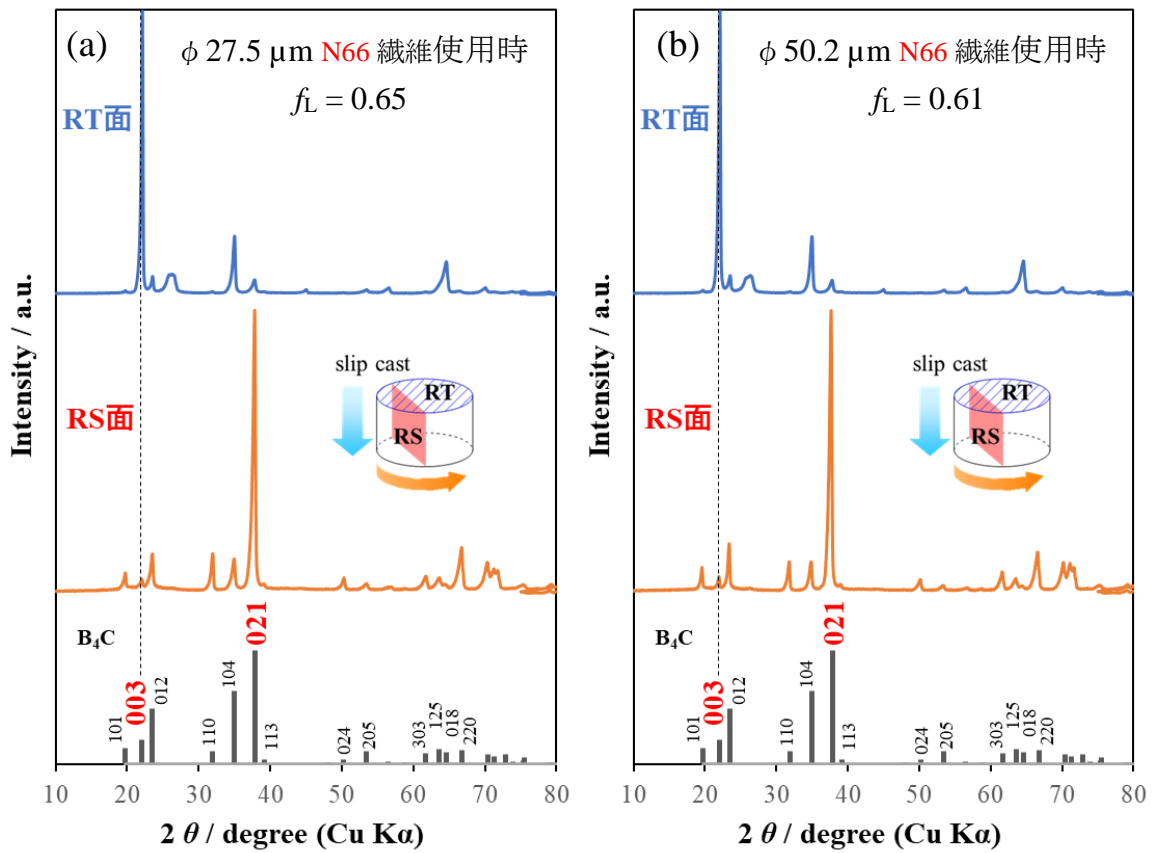 (a)
φ 27.5 µm N66 繊維使用時
fL = 0.65
RT面
RS面
slip cast
RT
RS
B4C
101
003
012
110
104
021
113
024
205
303
125
018
220
10 20 30 40 50 60 70 80
2 θ / degree (Cu Kα)
Intensity / a.u.
(b)
φ 50.2 µm N66 繊維使用時
fL = 0.61
RT面
RS面
slip cast
RT
RS
B4C
101
003
012
110
104
021
113
024
205
303
125
018
220
10 20 30 40 50 60 70 80
2 θ / degree (Cu Kα)
Intensity / a.u.